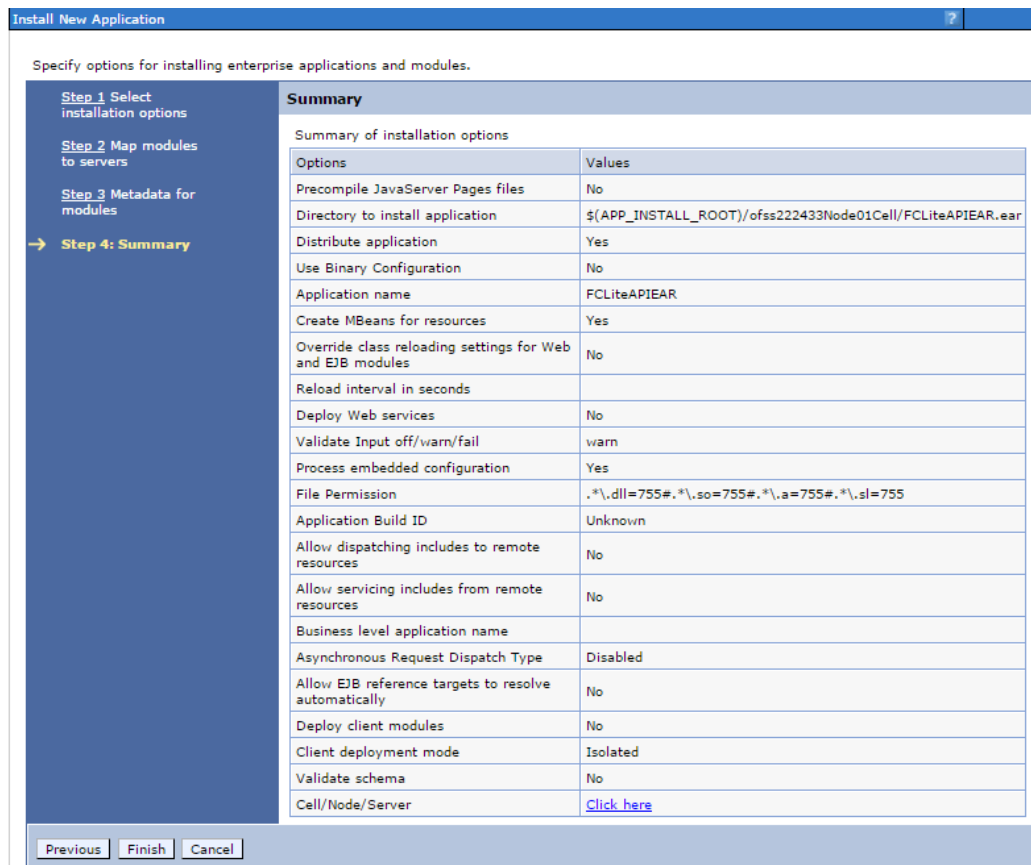 Install New Application ?
Specify options for installing enterprise applications and modules.
Step 1 Select
installation options
Step 2 Map modules
to servers
Step 3 Metadata for
modules
Step 4: Summary
Summary
Summary of installation options
Options Values
Precompile JavaServer Pages files No
Directory to install application $(APP_INSTALL_ROOT)/ofss222433Node01Cell/FCLiteAPIEAR.ear
Distribute application Yes
Use Binary Configuration No
Application name FCLiteAPIEAR
Create MBeans for resources Yes
Override class reloading settings for Web
and EJB modules No
Reload interval in seconds
Deploy Web services No
Validate Input off/warn/fail warn
Process embedded configuration Yes
File Permission .*\.dll=755#.*\.so=755#.*\.a=755#.*\.sl=755
Application Build ID Unknown
Allow dispatching includes to remote
resources No
Allow servicing includes from remote
resources No
Business level application name
Asynchronous Request Dispatch Type Disabled
Allow EJB reference targets to resolve
automatically No
Deploy client modules No
Client deployment mode Isolated
Validate schema No
Cell/Node/Server Click here
Previous Finish Cancel